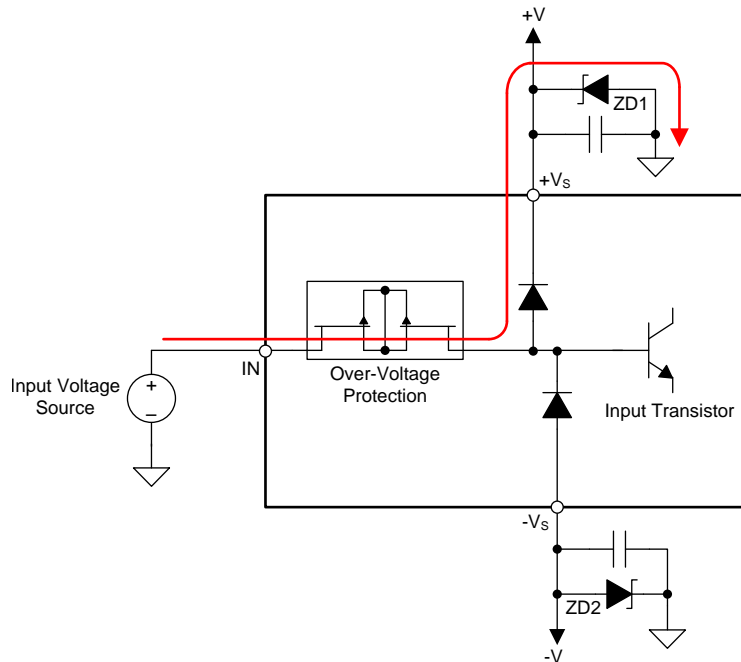 +V
ZD1
+VS
IN
Over-Voltage
Protection
Input Voltage
Source
+
−
Input Transistor
-VS
ZD2
-V